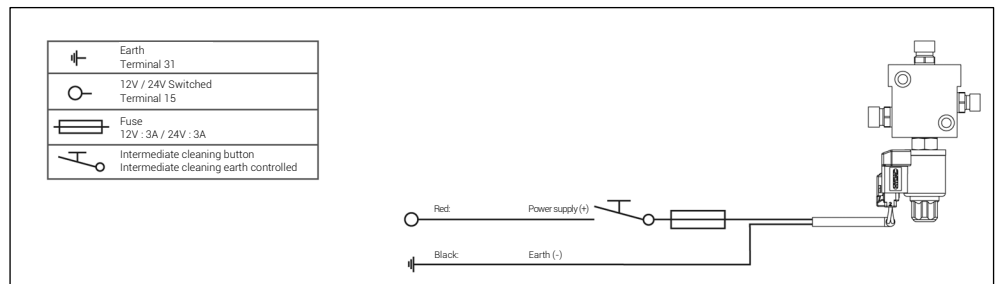 Earth
Terminal 31
12V / 24V Switched
Terminal 15
Fuse
12V : 3A / 24V : 3A
Intermediate cleaning button
Intermediate cleaning earth controlled
Red: Power supply (+)
Black: Earth (-)